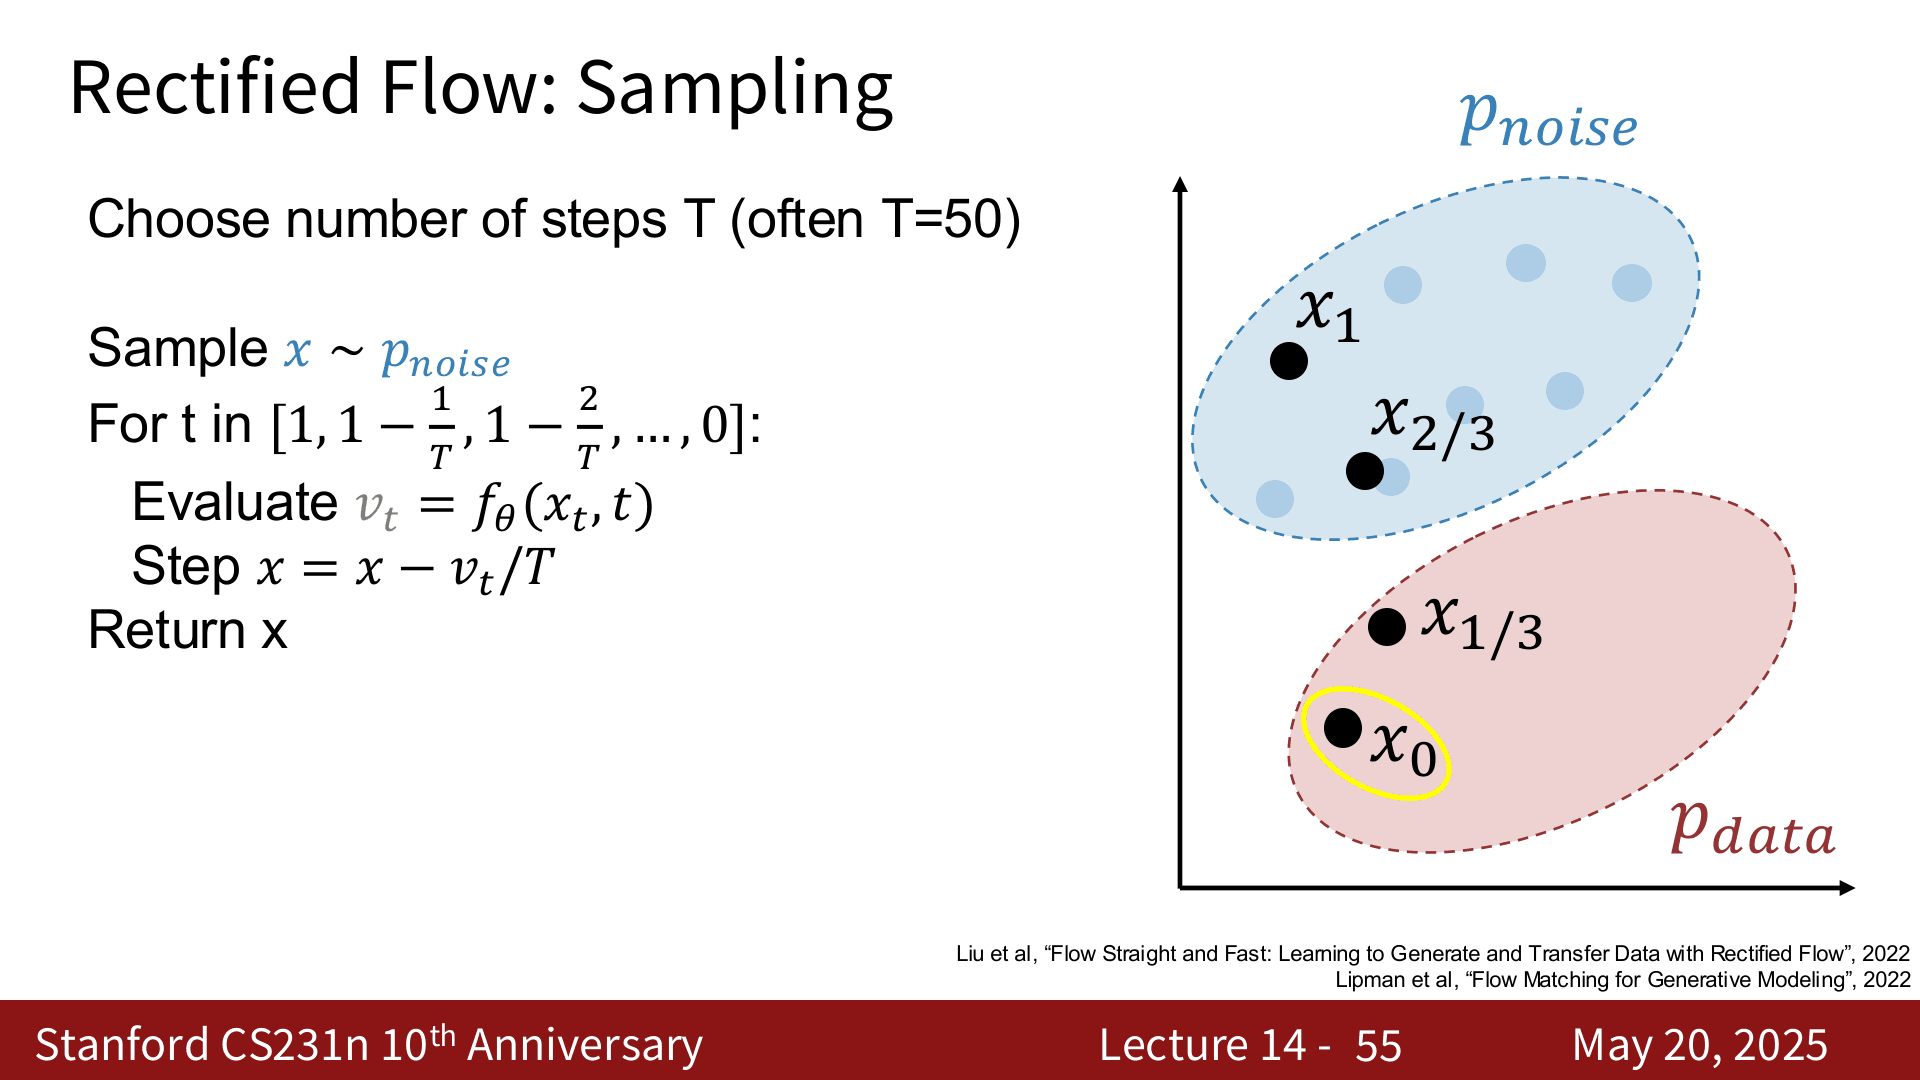 Rectified Flow: Sampling
Choose number of steps T (often T=50)
Sample x ~ p_noise
For t in [1, 1 − 1/T, 1 − 2/T, … , 0]:
Evaluate v_t = f_θ(x_t, t)
Step x = x − v_t/T
Return x
p_noise
x_1
x_2/3
x_1/3
x_0
p_data
Liu et al, “Flow Straight and Fast: Learning to Generate and Transfer Data with Rectified Flow”, 2022
Lipman et al, “Flow Matching for Generative Modeling”, 2022
Stanford CS231n 10th Anniversary
Lecture 14 - 55
May 20, 2025